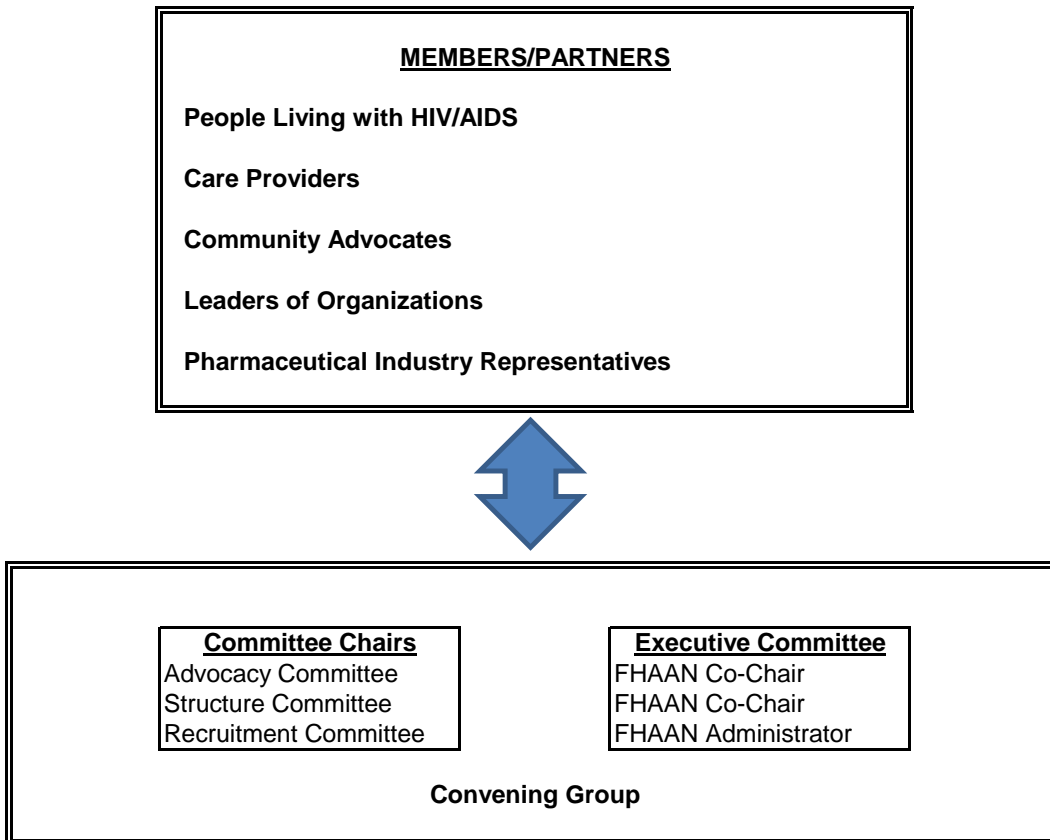 MEMBERS/PARTNERS
People Living with HIV/AIDS
Care Providers
Community Advocates
Leaders of Organizations
Pharmaceutical Industry Representatives
Committee Chairs
Advocacy Committee
Structure Committee
Recruitment Committee
Executive Committee
FHAAN Co-Chair
FHAAN Co-Chair
FHAAN Administrator
Convening Group